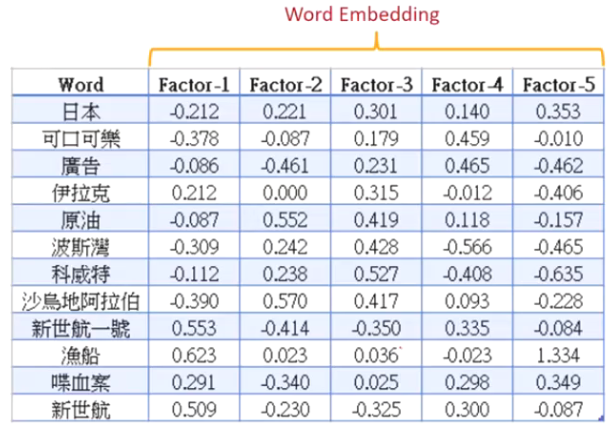 Word Embedding
Word Factor-1 Factor-2 Factor-3 Factor-4 Factor-5
日本 -0.212 0.221 0.301 0.140 0.353
可口可樂 -0.378 -0.087 0.179 0.459 -0.010
廣告 -0.086 -0.461 0.231 0.465 -0.462
伊拉克 0.212 0.000 0.315 -0.012 -0.406
原油 -0.087 0.552 0.419 0.118 -0.157
波斯灣 -0.309 0.242 0.428 -0.566 -0.465
科威特 -0.112 0.238 0.527 -0.408 -0.635
沙烏地阿拉伯 -0.390 0.570 0.417 0.093 -0.228
新世航一號 0.553 -0.414 -0.350 0.335 -0.084
漁船 0.623 0.023 0.036 -0.023 1.334
喋血案 0.291 -0.340 0.025 0.298 0.349
新世航 0.509 -0.230 -0.325 0.300 -0.087